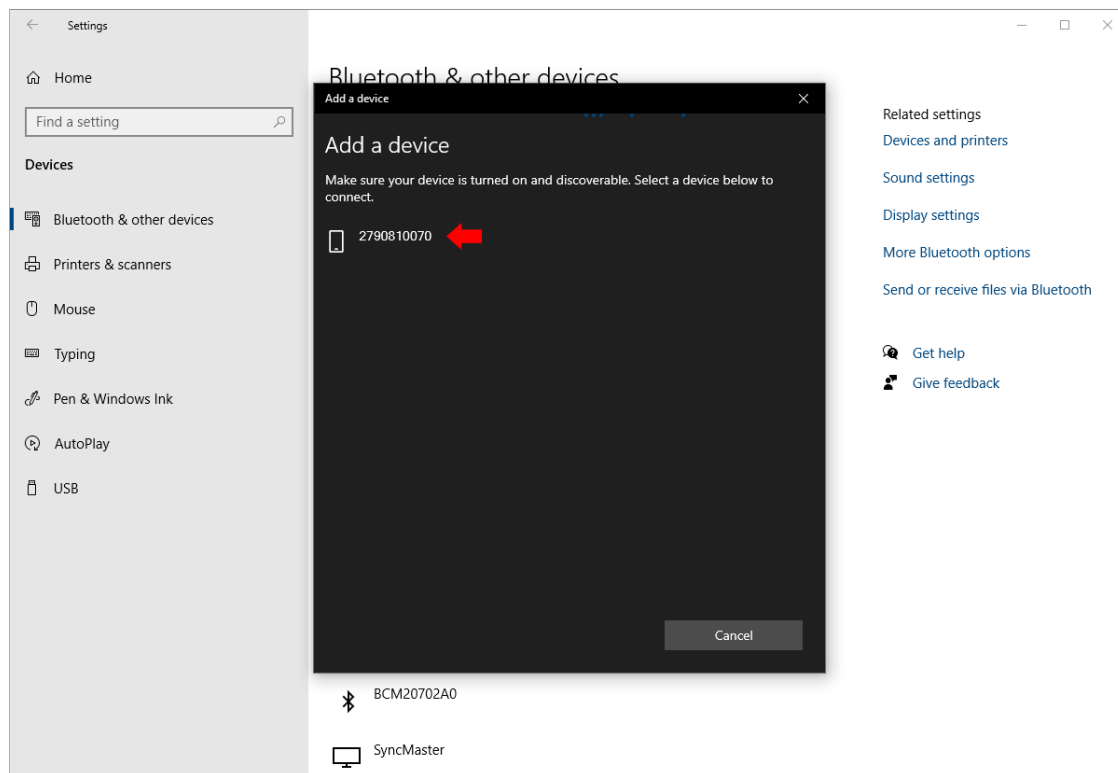 Settings
Home
Find a setting
Devices
Bluetooth & other devices
Printers & scanners
Mouse
Typing
Pen & Windows Ink
AutoPlay
USB
Bluetooth & other devices
Add a device
Add a device
Make sure your device is turned on and discoverable. Select a device below to
connect.
2790810070
Cancel
BCM20702A0
SyncMaster
Related settings
Devices and printers
Sound settings
Display settings
More Bluetooth options
Send or receive files via Bluetooth
Get help
Give feedback